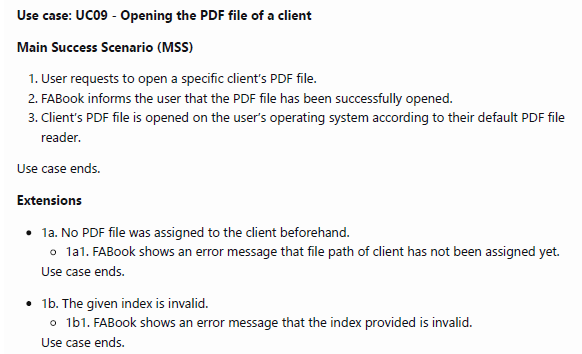 Use case: UC09 - Opening the PDF file of a client
Main Success Scenario (MSS)
1. User requests to open a specific client's PDF file.
2. FABook informs the user that the PDF file has been successfully opened.
3. Client's PDF file is opened on the user's operating system according to their default PDF file
reader.
Use case ends.
Extensions
• 1a. No PDF file was assigned to the client beforehand.
○ 1a1. FABook shows an error message that file path of client has not been assigned yet.
Use case ends.
• 1b. The given index is invalid.
○ 1b1. FABook shows an error message that the index provided is invalid.
Use case ends.